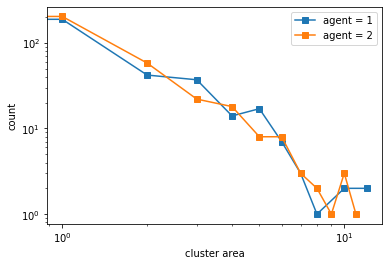 agent = 1
agent = 2
10²
10¹
10⁰
count
10⁰
10¹
cluster area